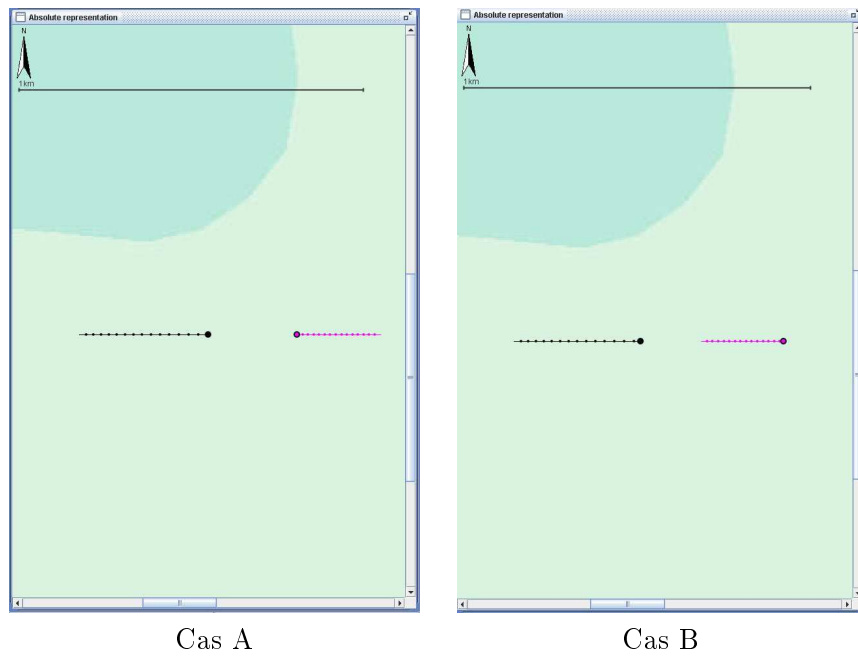 Absolute representation
N
1km
Absolute representation
N
1km
Cas A
Cas B